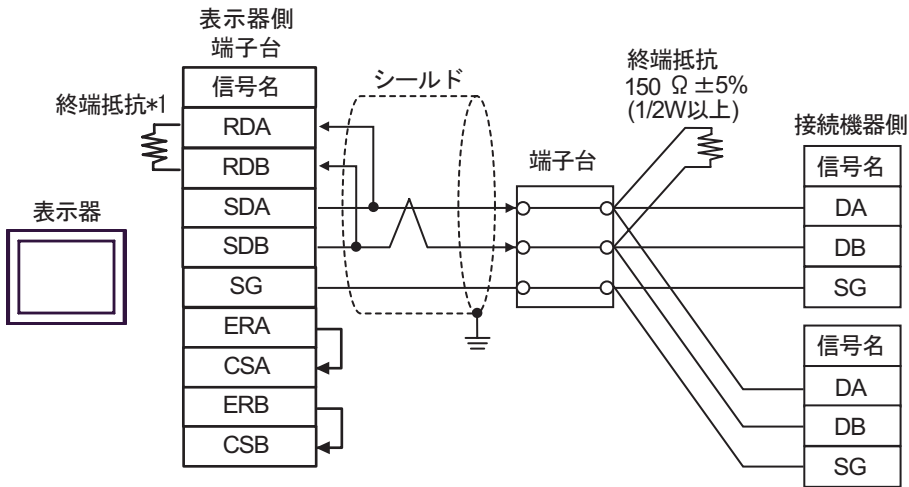 表示器側
端子台
信号名
RDA
RDB
SDA
SDB
SG
ERA
CSA
ERB
CSB
終端抵抗*1
表示器
シールド
端子台
終端抵抗
150 Ω ±5%
(1/2W以上)
接続機器側
信号名
DA
DB
SG
信号名
DA
DB
SG